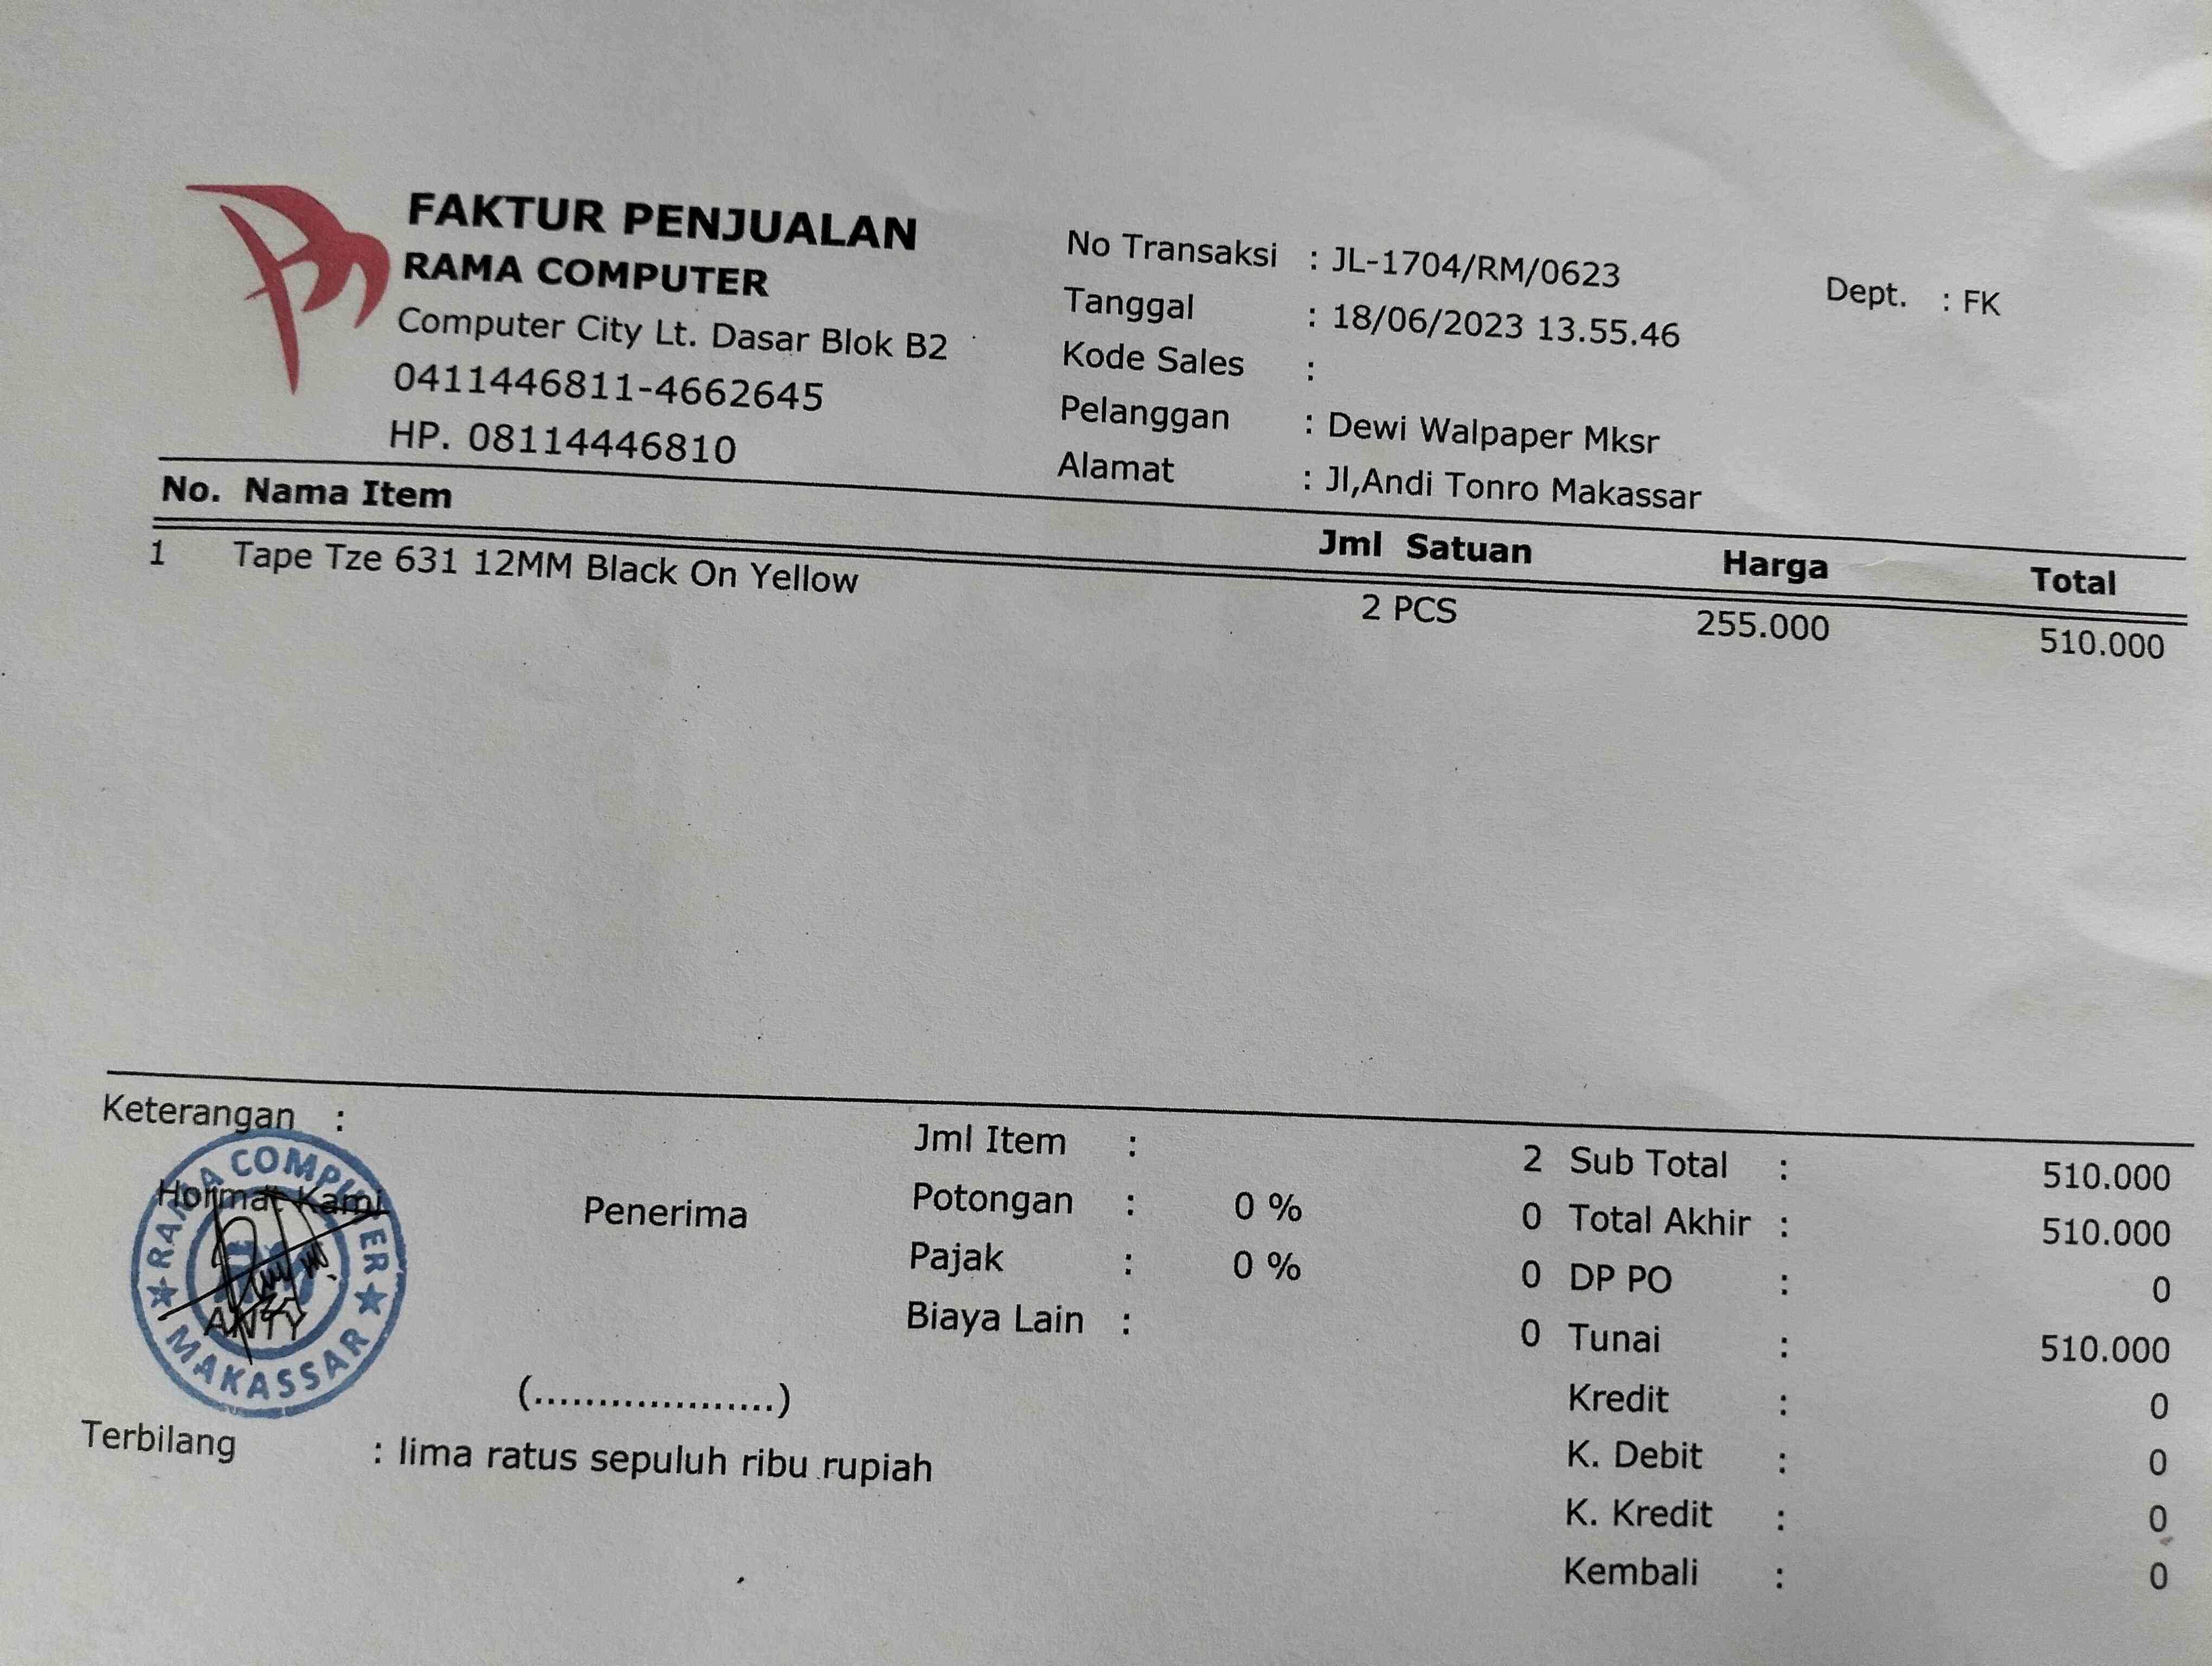 FAKTUR PENJUALAN
RAMA COMPUTER
Computer City Lt. Dasar Blok B2
0411446811-4662645
HP. 08114446810
No Transaksi : JL-1704/RM/0623
Dept. : FK
Tanggal : 18/06/2023 13.55.46
Kode Sales :
Pelanggan : Dewi Walpaper Mksr
Alamat : Jl,Andi Tonro Makassar
No. Nama Item Jml Satuan Harga Total
1 Tape Tze 631 12MM Black On Yellow 2 PCS 255.000 510.000
Keterangan :
Hormat Kami
RAMA COMPUTER
MAKASSAR
ANTY
Penerima
(...................)
Jml Item : 2
Potongan : 0 % 0
Pajak : 0 % 0
Biaya Lain : 0
Sub Total : 510.000
Total Akhir : 510.000
DP PO : 0
Tunai : 510.000
Kredit : 0
K. Debit : 0
K. Kredit : 0
Kembali : 0
Terbilang : lima ratus sepuluh ribu rupiah